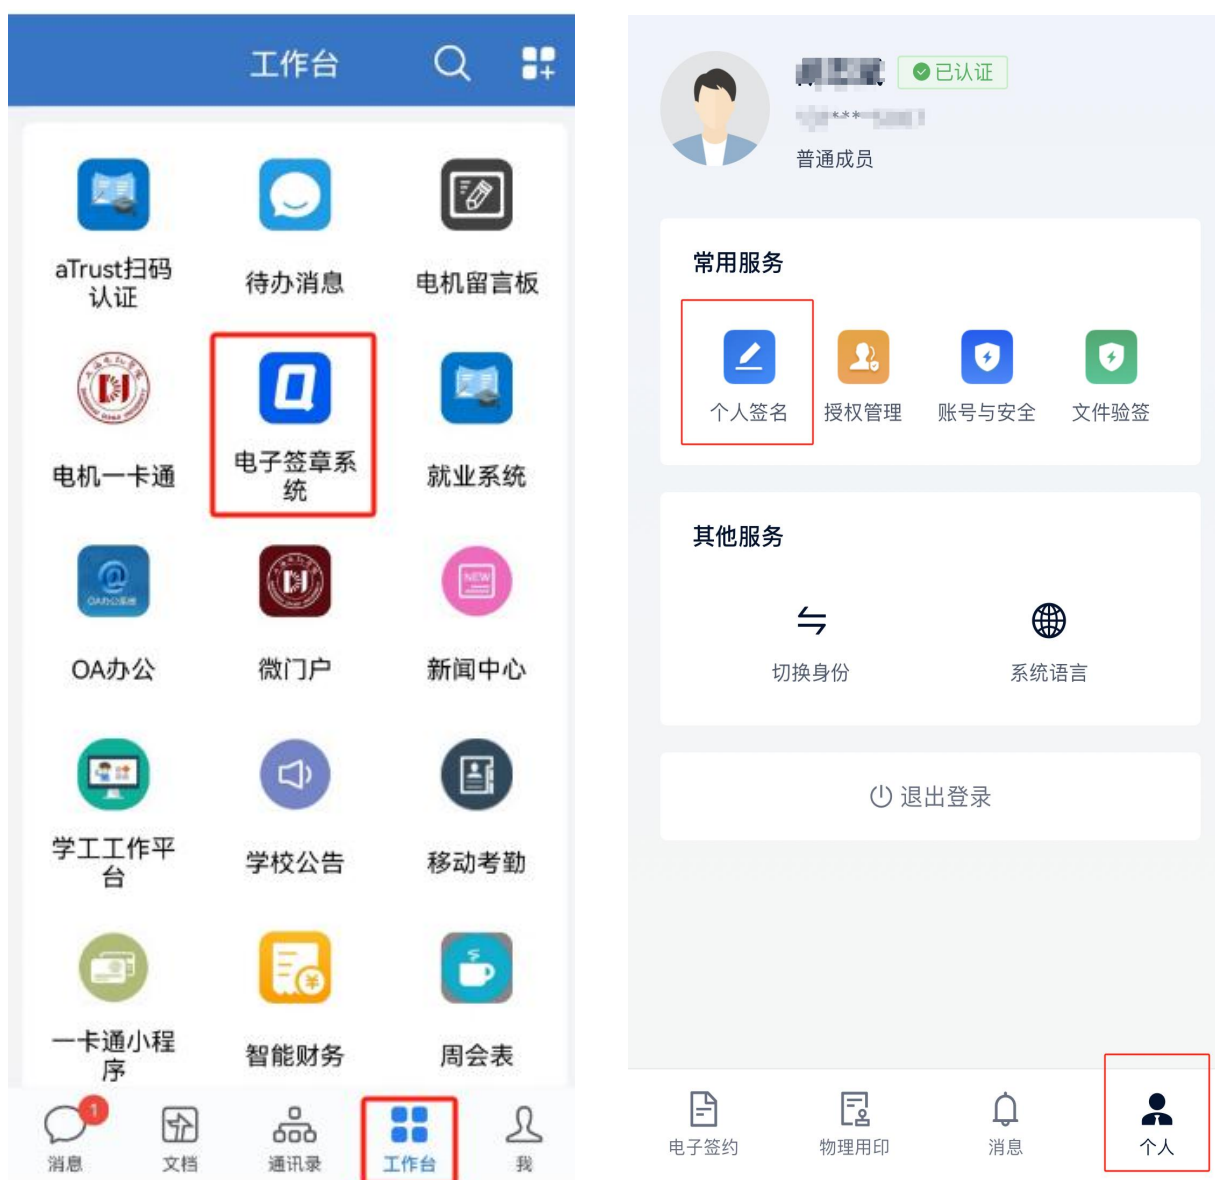 工作台
aTrust扫码
认证
待办消息
电机留言板
电机一卡通
电子签章系
统
就业系统
OA办公
NEW
微门户
新闻中心
学工工作平
台
学校公告
移动考勤
一卡通小程
序
智能财务
周会表
1
消息
文档
通讯录
工作台
我
已认证
普通成员
常用服务
个人签名
授权管理
账号与安全
文件验签
其他服务
切换身份
系统语言
退出登录
电子签约
物理用印
消息
个人